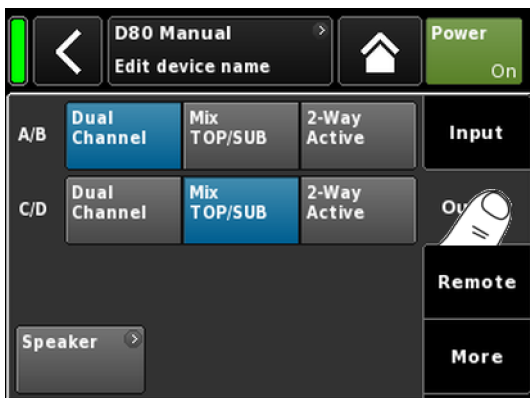 D80 Manual
Edit device name
Power
On
A/B
Dual
Channel
Mix
TOP/SUB
2-Way
Active
Input
C/D
Dual
Channel
Mix
TOP/SUB
2-Way
Active
Remote
Speaker
More